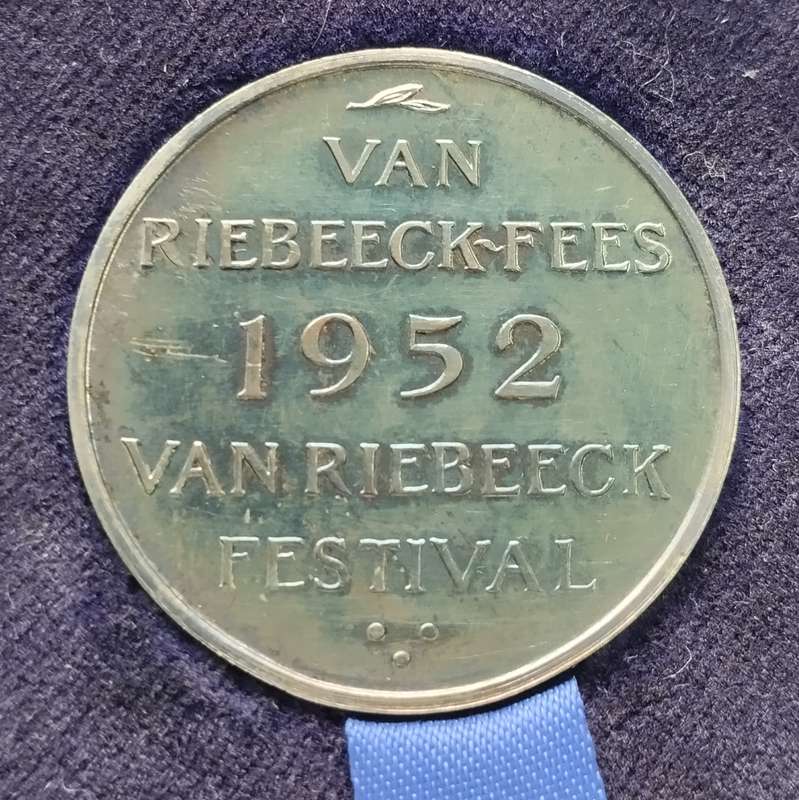 VAN
RIEBEECK-FEES
1952
VAN RIEBEECK
FESTIVAL